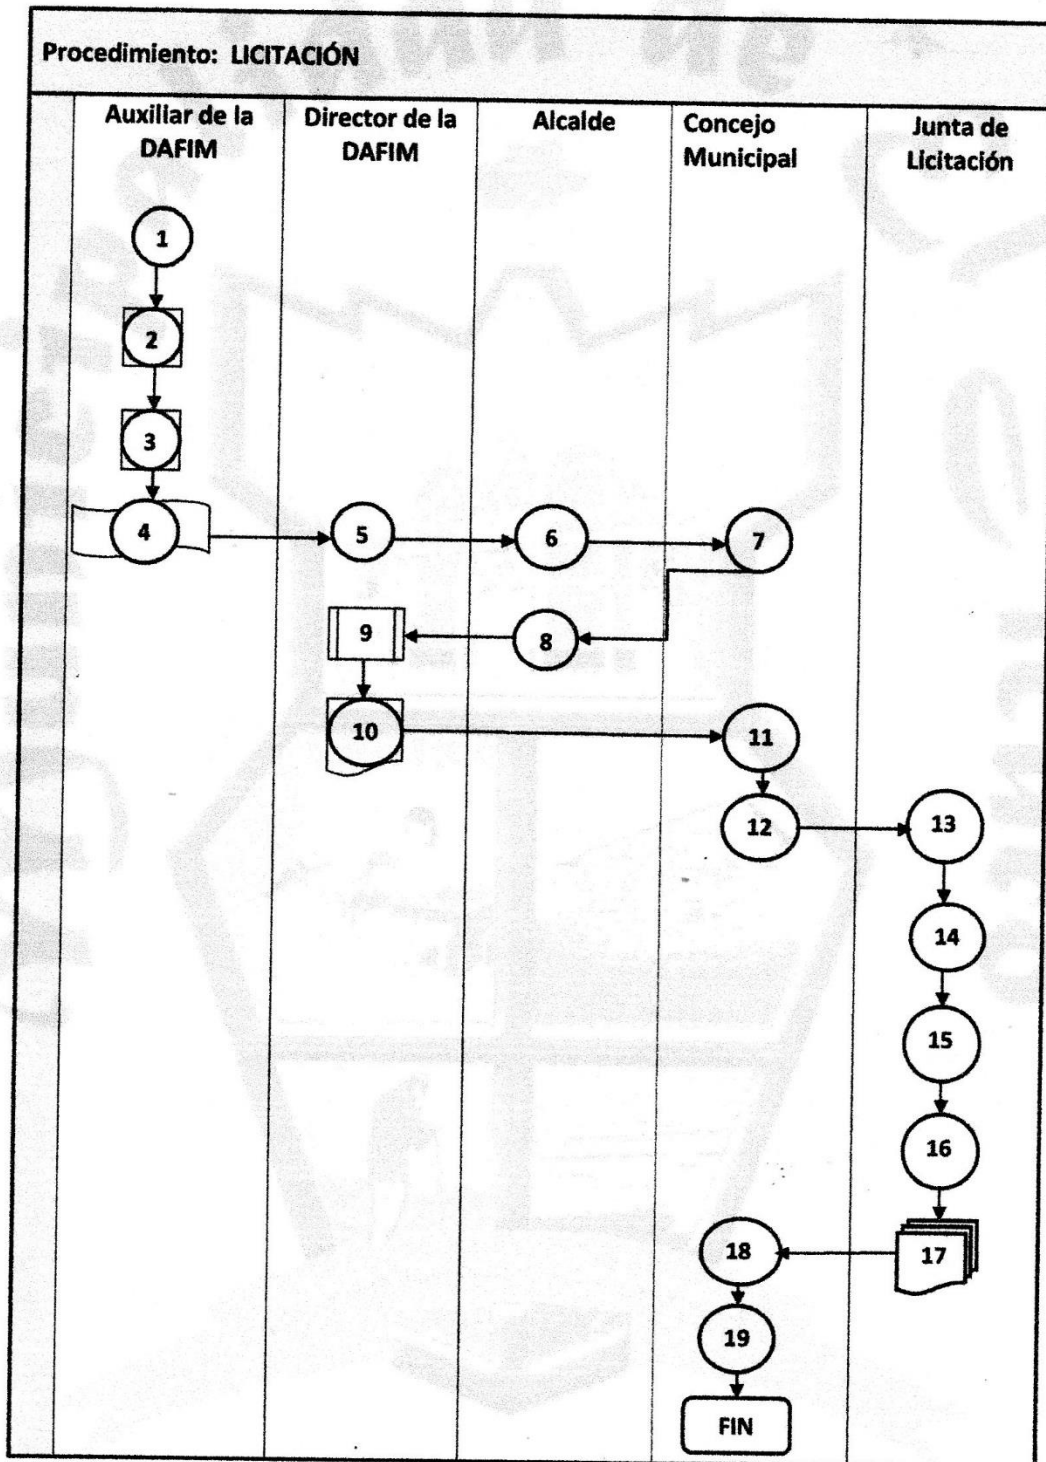 Procedimiento: LICITACIÓN
Auxiliar de la
DAFIM
Director de la
DAFIM
Alcalde
Concejo
Municipal
Junta de
Licitación
1
2
3
4
5
6
7
8
9
10
11
12
13
14
15
16
17
18
19
FIN